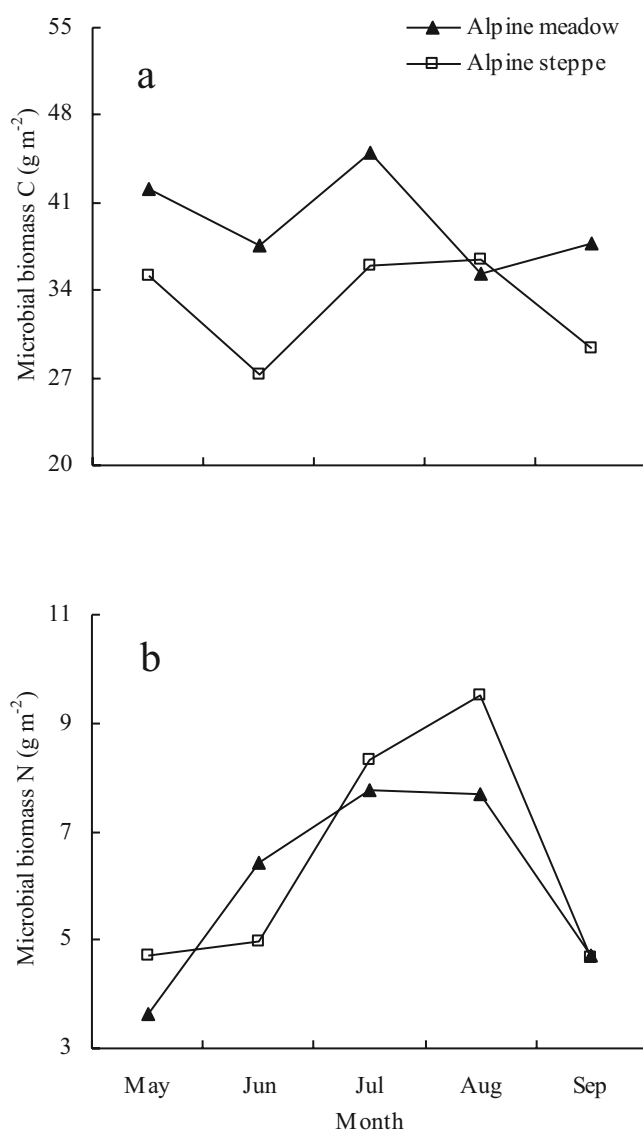 55
48
41
34
27
20
Microbial biomass C (g m-2)
a
Alpine meadow
Alpine steppe
11
9
7
5
3
Microbial biomass N (g m-2)
b
May Jun Jul Aug Sep
Month